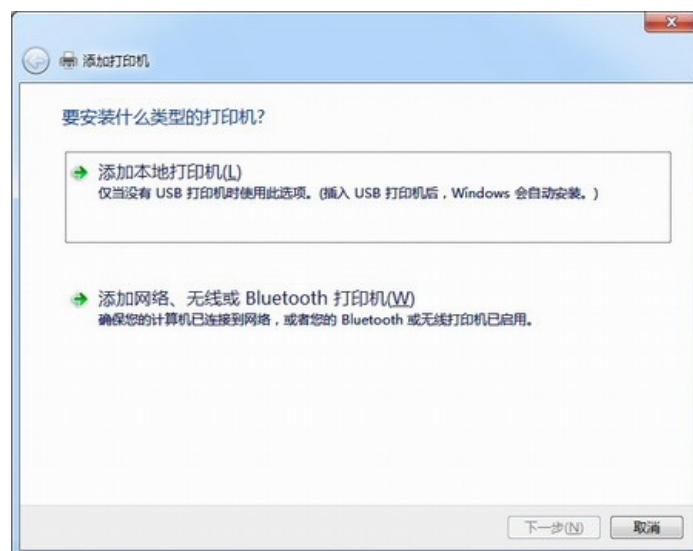 添加打印机
要安装什么类型的打印机?
添加本地打印机(L)
仅当没有 USB 打印机时使用此选项。(插入 USB 打印机后，Windows 会自动安装。)
添加网络、无线或 Bluetooth 打印机(W)
确保您的计算机已连接到网络，或者您的 Bluetooth 或无线打印机已启用。
下一步(N) 取消